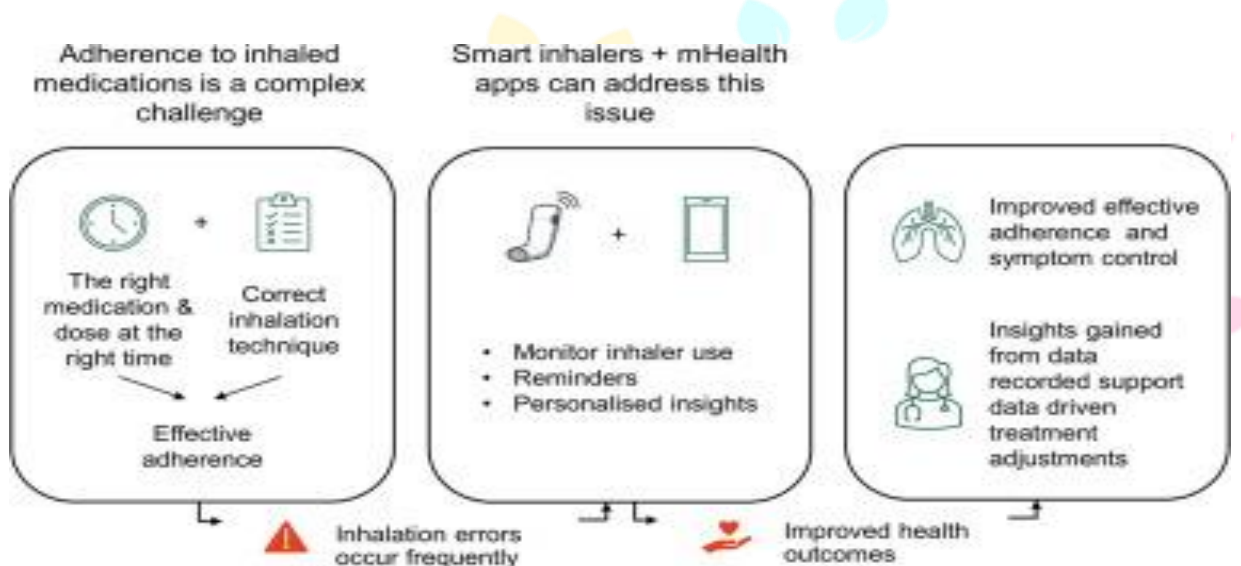 Adherence to inhaled
medications is a complex
challenge
The right
medication &
dose at the
right time
+
Correct
inhalation
technique
Effective
adherence
Inhalation errors
occur frequently
Smart inhalers + mHealth
apps can address this
issue
+
• Monitor inhaler use
• Reminders
• Personalised insights
Improved health
outcomes
Improved effective
adherence and
symptom control
Insights gained
from data
recorded support
data driven
treatment
adjustments